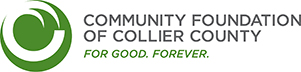 COMMUNITY FOUNDATION
OF COLLIER COUNTY
FOR GOOD. FOREVER.